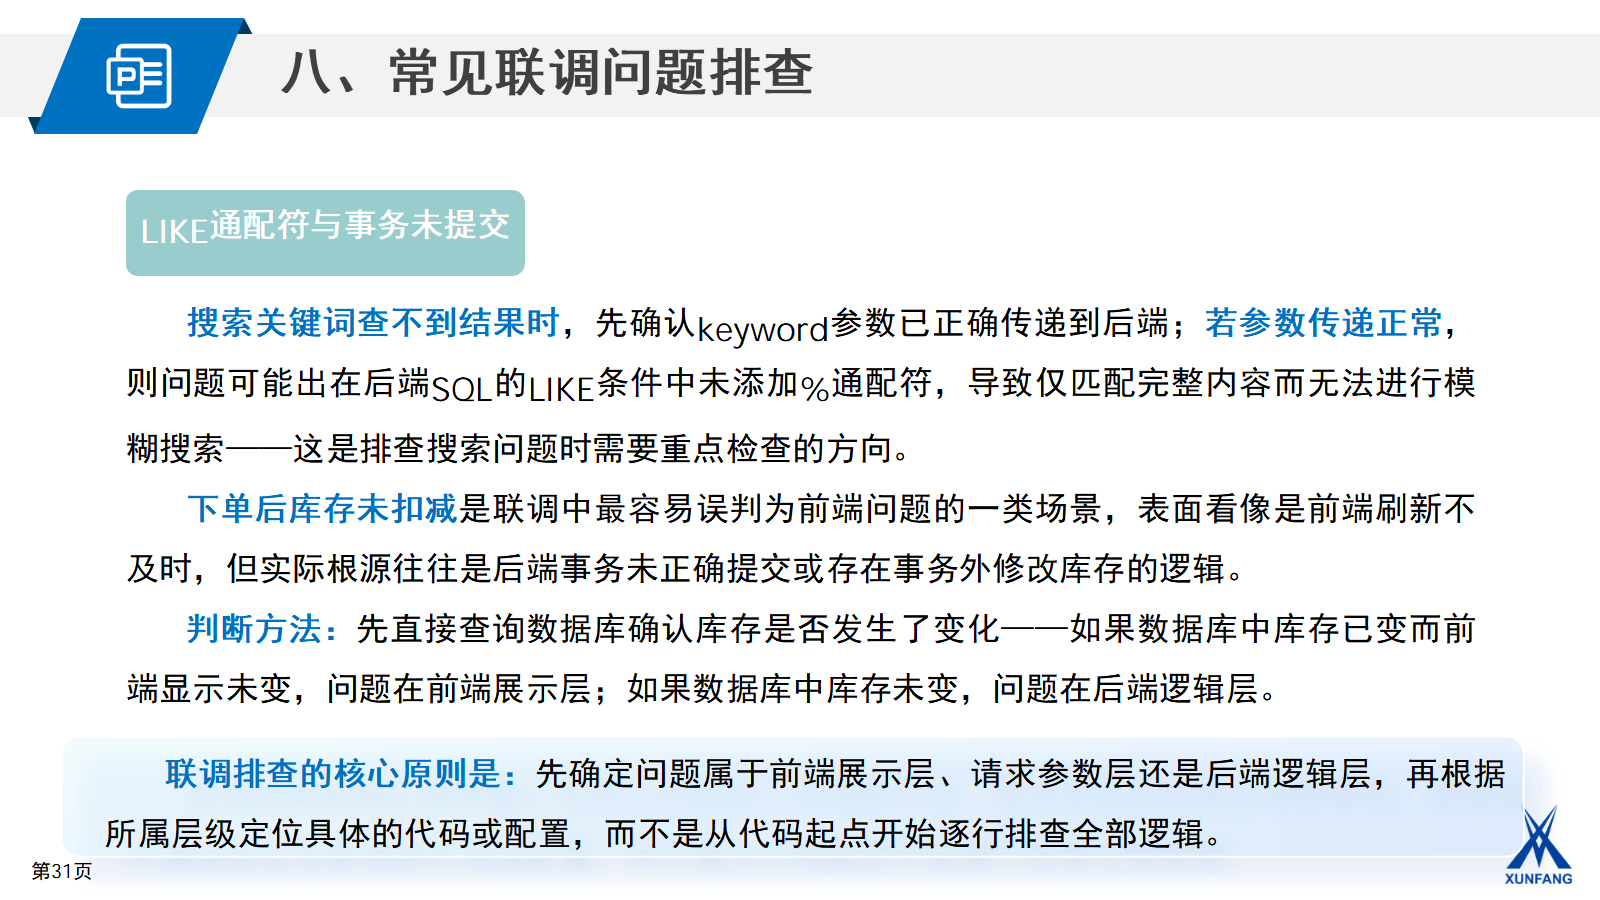 八、常见联调问题排查
LIKE通配符与事务未提交
搜索关键词查不到结果时，先确认keyword参数已正确传递到后端；若参数传递正常，
则问题可能出在后端SQL的LIKE条件中未添加%通配符，导致仅匹配完整内容而无法进行模
糊搜索——这是排查搜索问题时需要重点检查的方向。
下单后库存未扣减是联调中最容易误判为前端问题的一类场景，表面看像是前端刷新不
及时，但实际根源往往是后端事务未正确提交或存在事务外修改库存的逻辑。
判断方法：先直接查询数据库确认库存是否发生了变化——如果数据库中库存已变而前
端显示未变，问题在前端展示层；如果数据库中库存未变，问题在后端逻辑层。
联调排查的核心原则是：先确定问题属于前端展示层、请求参数层还是后端逻辑层，再根据
所属层级定位具体的代码或配置，而不是从代码起点开始逐行排查全部逻辑。
第31页
XUNFANG